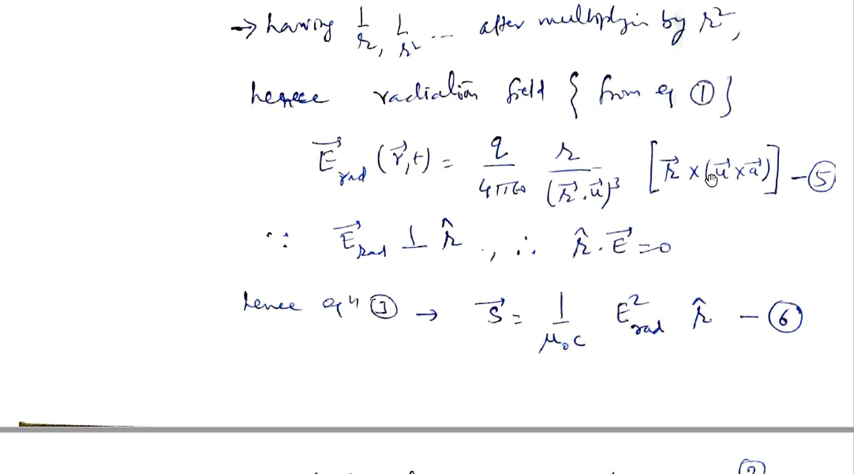 → having 1/r, 1/r² ... after multiplyin by r²,
hence radiation field { from eq ① }
E⃗_rad (r⃗,t) = q/4πε₀ r/(r⃗.u⃗)³ [r⃗ × (u⃗ × a⃗)] — ⑤
∵ E⃗_rad ⊥ r̂ , ∴ r̂ . E⃗ = 0
hence eqⁿ ③ → S⃗ = 1/μ₀c E²_rad r̂ — ⑥